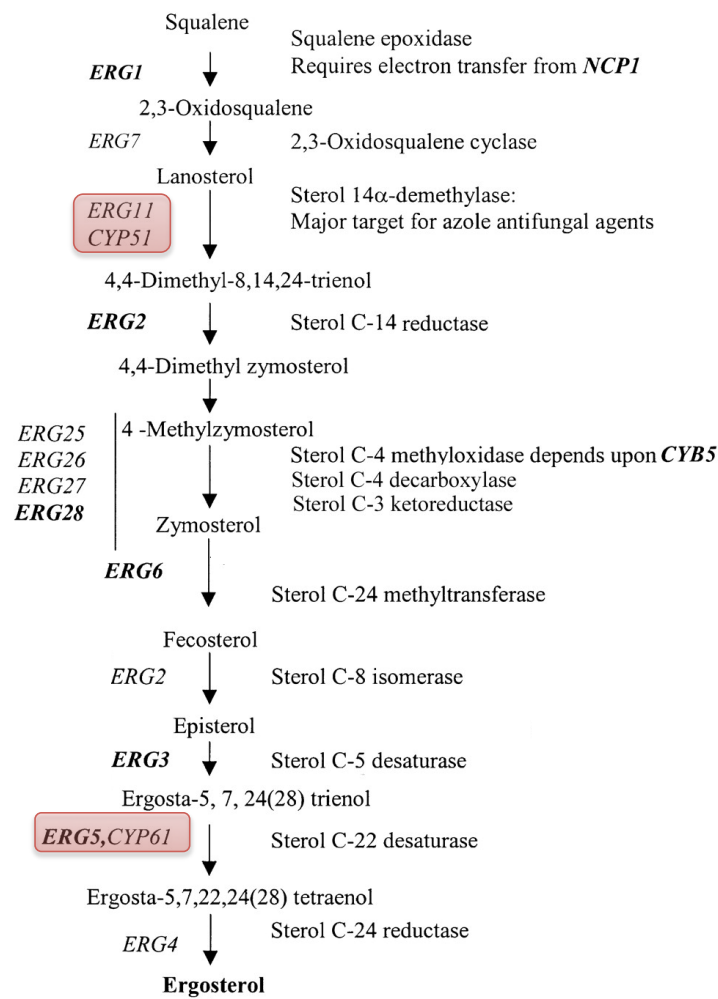 Squalene
Squalene epoxidase
ERG1
Requires electron transfer from NCP1
2,3-Oxidosqualene
ERG7
2,3-Oxidosqualene cyclase
Lanosterol
ERG11
CYP51
Sterol 14α-demethylase:
Major target for azole antifungal agents
4,4-Dimethyl-8,14,24-trienol
ERG2
Sterol C-14 reductase
4,4-Dimethyl zymosterol
4 -Methylzymosterol
ERG25
ERG26
ERG27
ERG28
Sterol C-4 methyloxidase depends upon CYB5
Sterol C-4 decarboxylase
Sterol C-3 ketoreductase
Zymosterol
ERG6
Sterol C-24 methyltransferase
Fecosterol
ERG2
Sterol C-8 isomerase
Episterol
ERG3
Sterol C-5 desaturase
Ergosta-5, 7, 24(28) trienol
ERG5,CYP61
Sterol C-22 desaturase
Ergosta-5,7,22,24(28) tetraenol
ERG4
Sterol C-24 reductase
Ergosterol